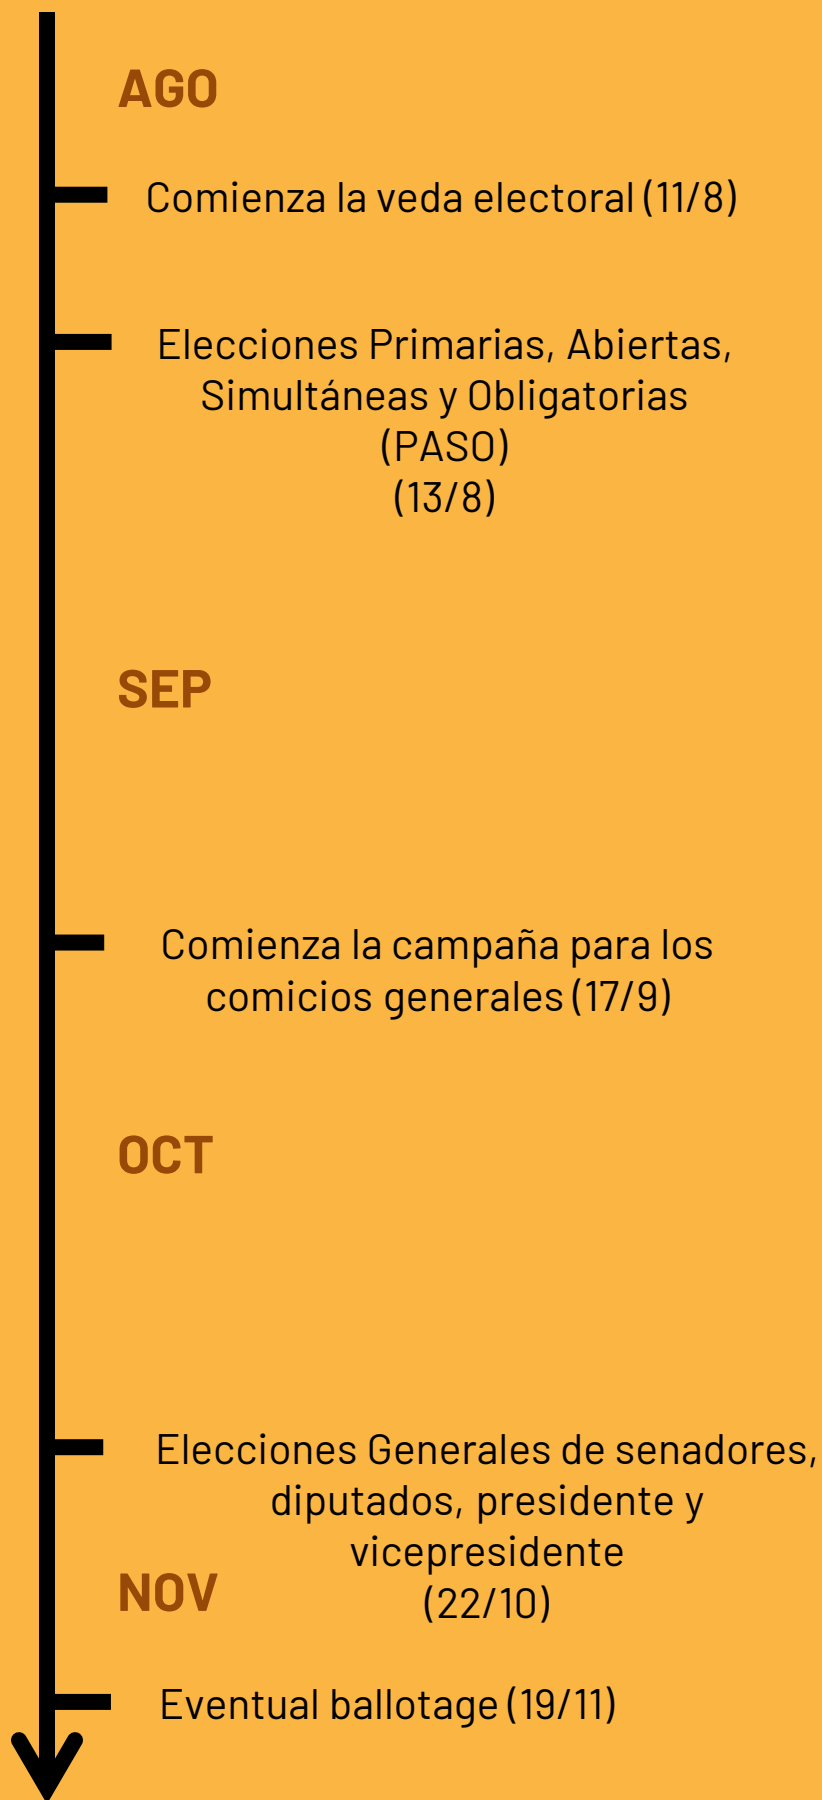 AGO
Comienza la veda electoral (11/8)
Elecciones Primarias, Abiertas,
Simultáneas y Obligatorias
(PASO)
(13/8)
SEP
Comienza la campaña para los
comicios generales (17/9)
OCT
Elecciones Generales de senadores,
diputados, presidente y
vicepresidente
(22/10)
NOV
Eventual ballotage (19/11)